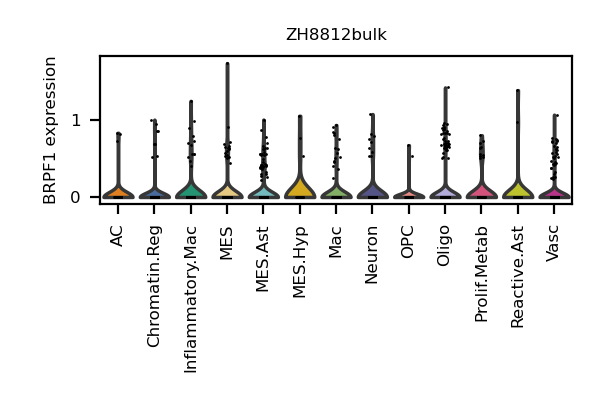 ZH8812bulk
BRPF1 expression
1
0
AC
Chromatin.Reg
Inflammatory.Mac
MES
MES.Ast
MES.Hyp
Mac
Neuron
OPC
Oligo
Prolif.Metab
Reactive.Ast
Vasc